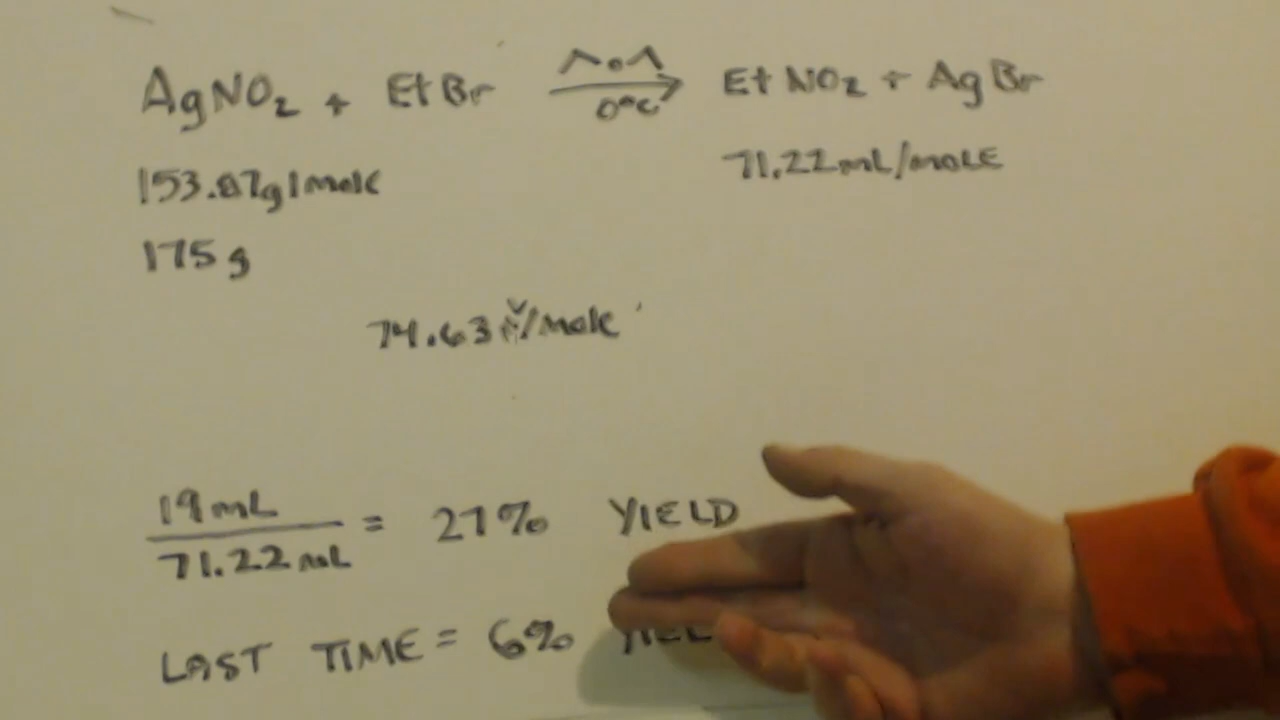 AgNO₂ + EtBr ^o^ → 0°C EtNO₂ + AgBr
153.87g/mole 71.22mL/mole
175g
74.63 /mole
19mL / 71.22mL = 27% YIELD
LAST TIME = 6%